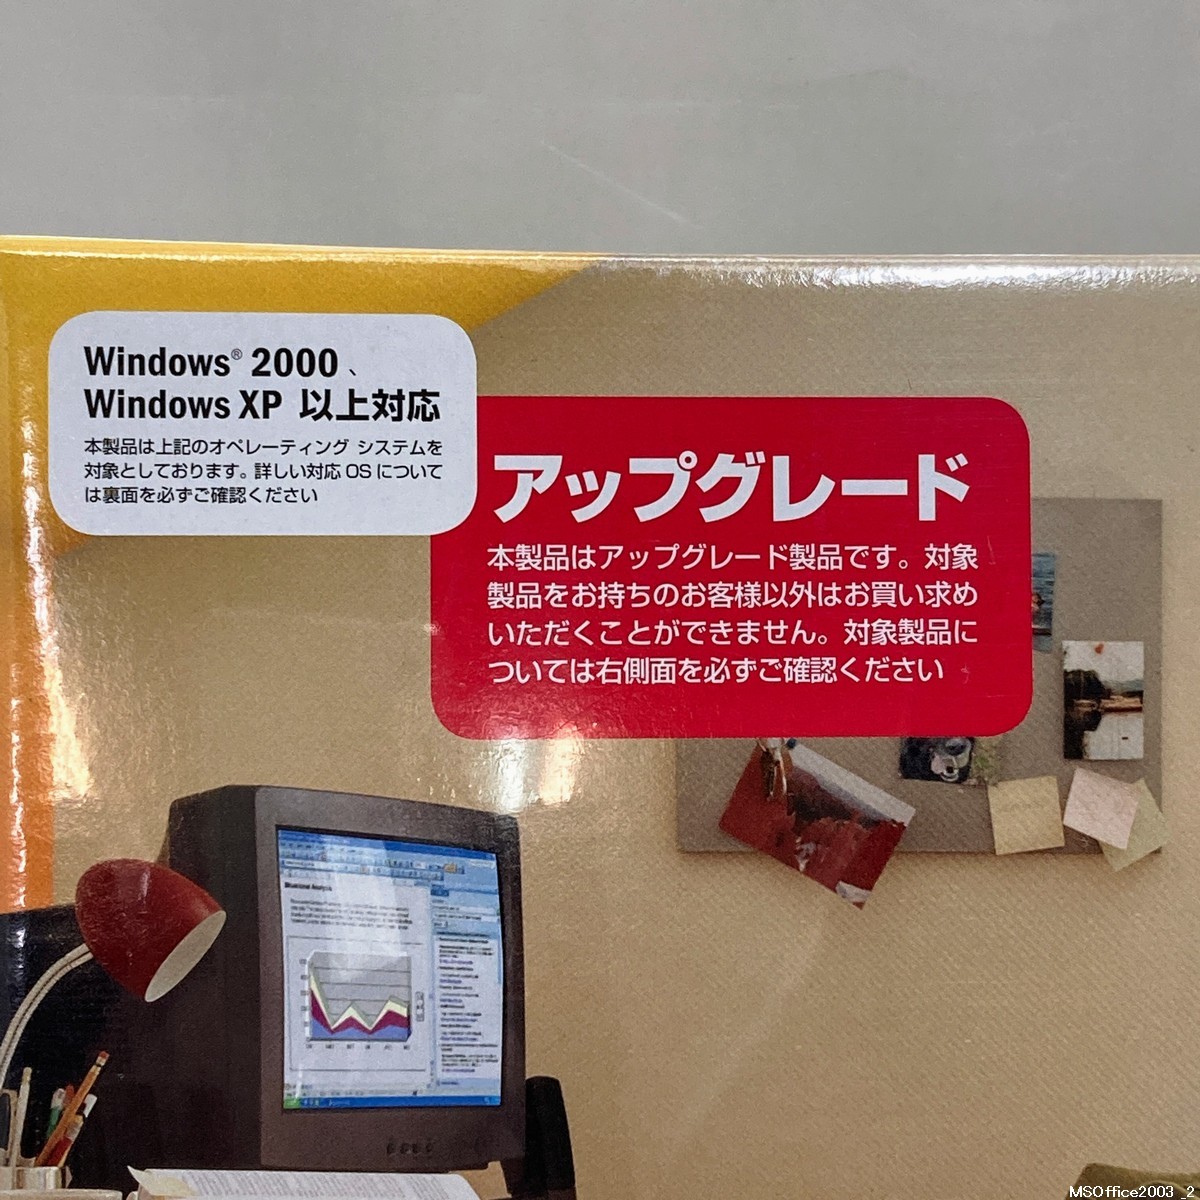 Windows® 2000、
Windows XP 以上対応
本製品は上記のオペレーティング システムを
対象としております。詳しい対応 OS について
は裏面を必ずご確認ください
アップグレード
本製品はアップグレード製品です。対象
製品をお持ちのお客様以外はお買い求め
いただくことができません。対象製品に
ついては右側面を必ずご確認ください
MSOffice2003_2